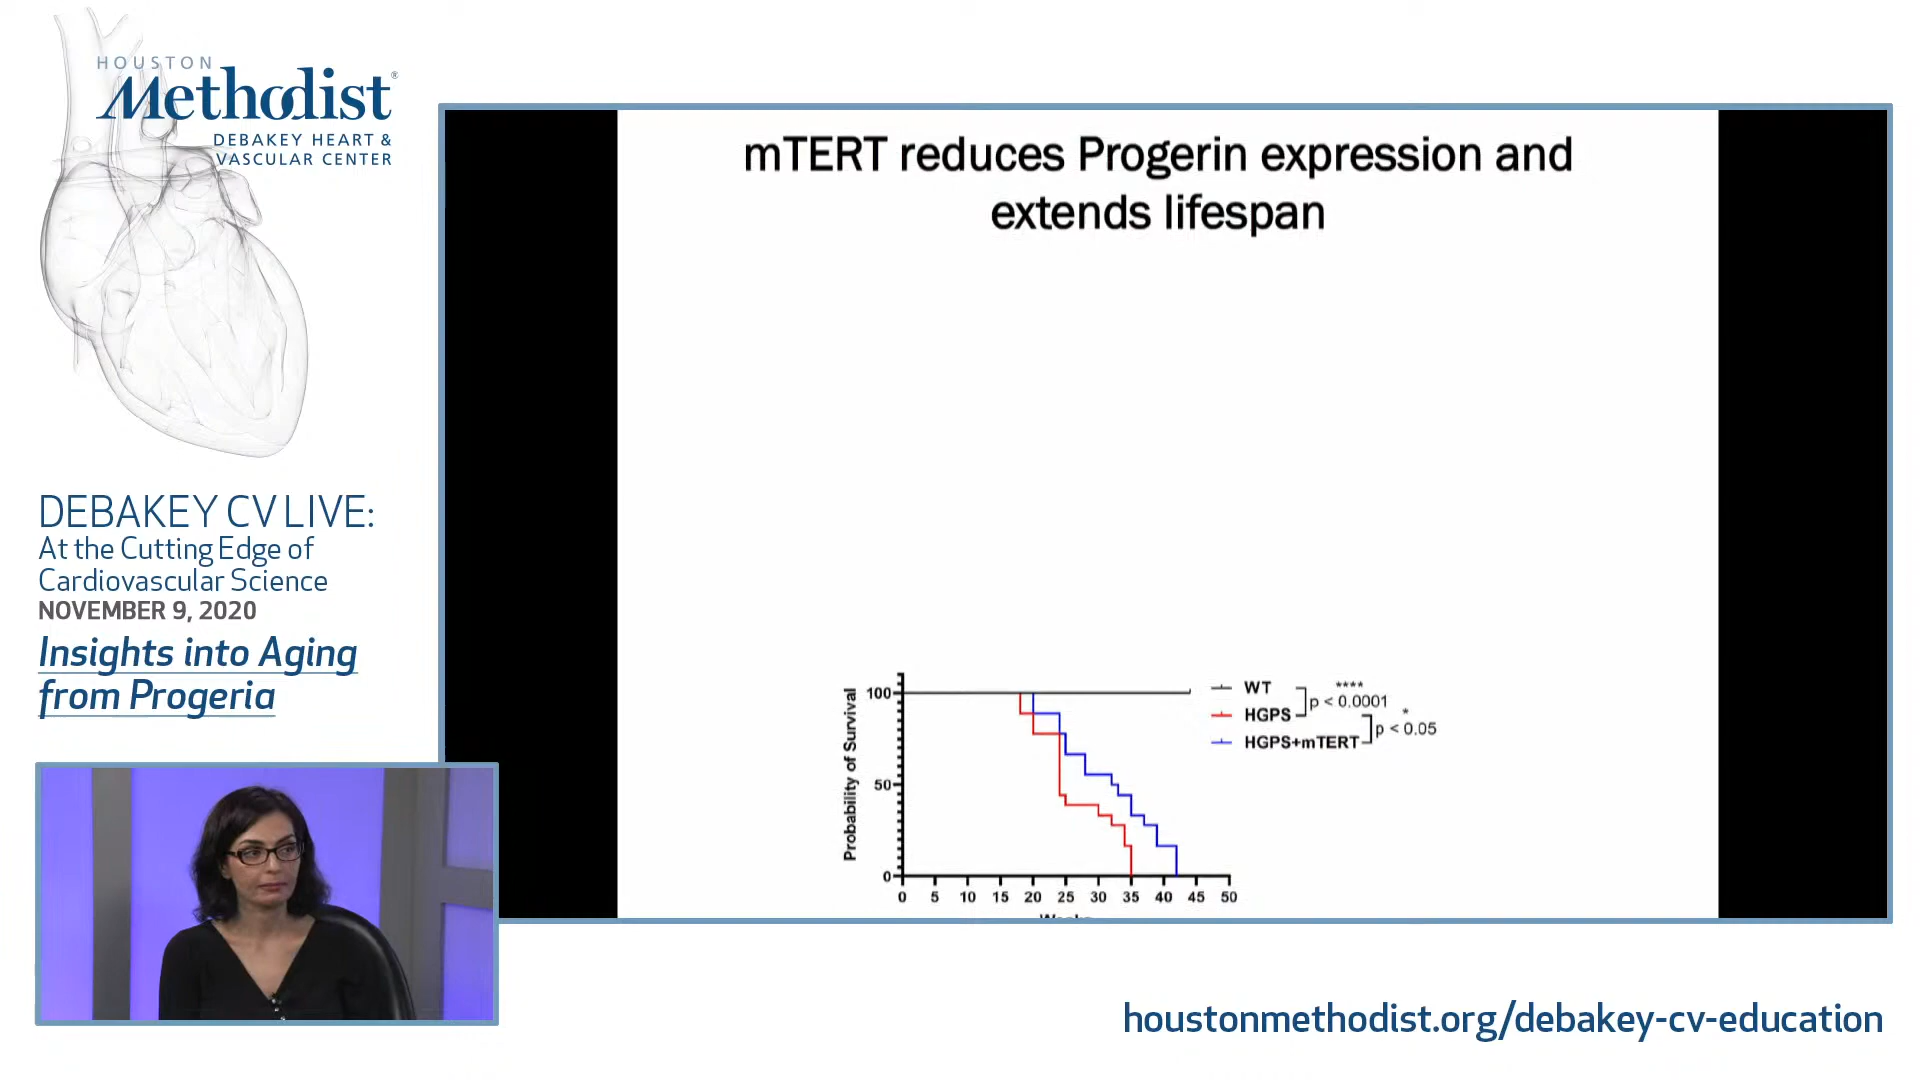 HOUSTON
Methodist®
DEBAKEY HEART &
VASCULAR CENTER
DEBAKEY CV LIVE:
At the Cutting Edge of
Cardiovascular Science
NOVEMBER 9, 2020
Insights into Aging
from Progeria
mTERT reduces Progerin expression and
extends lifespan
Probability of Survival
100
50
0
0 5 10 15 20 25 30 35 40 45 50
WT
HGPS
HGPS+mTERT
****
p < 0.0001
*
p < 0.05
houstonmethodist.org/debakey-cv-education